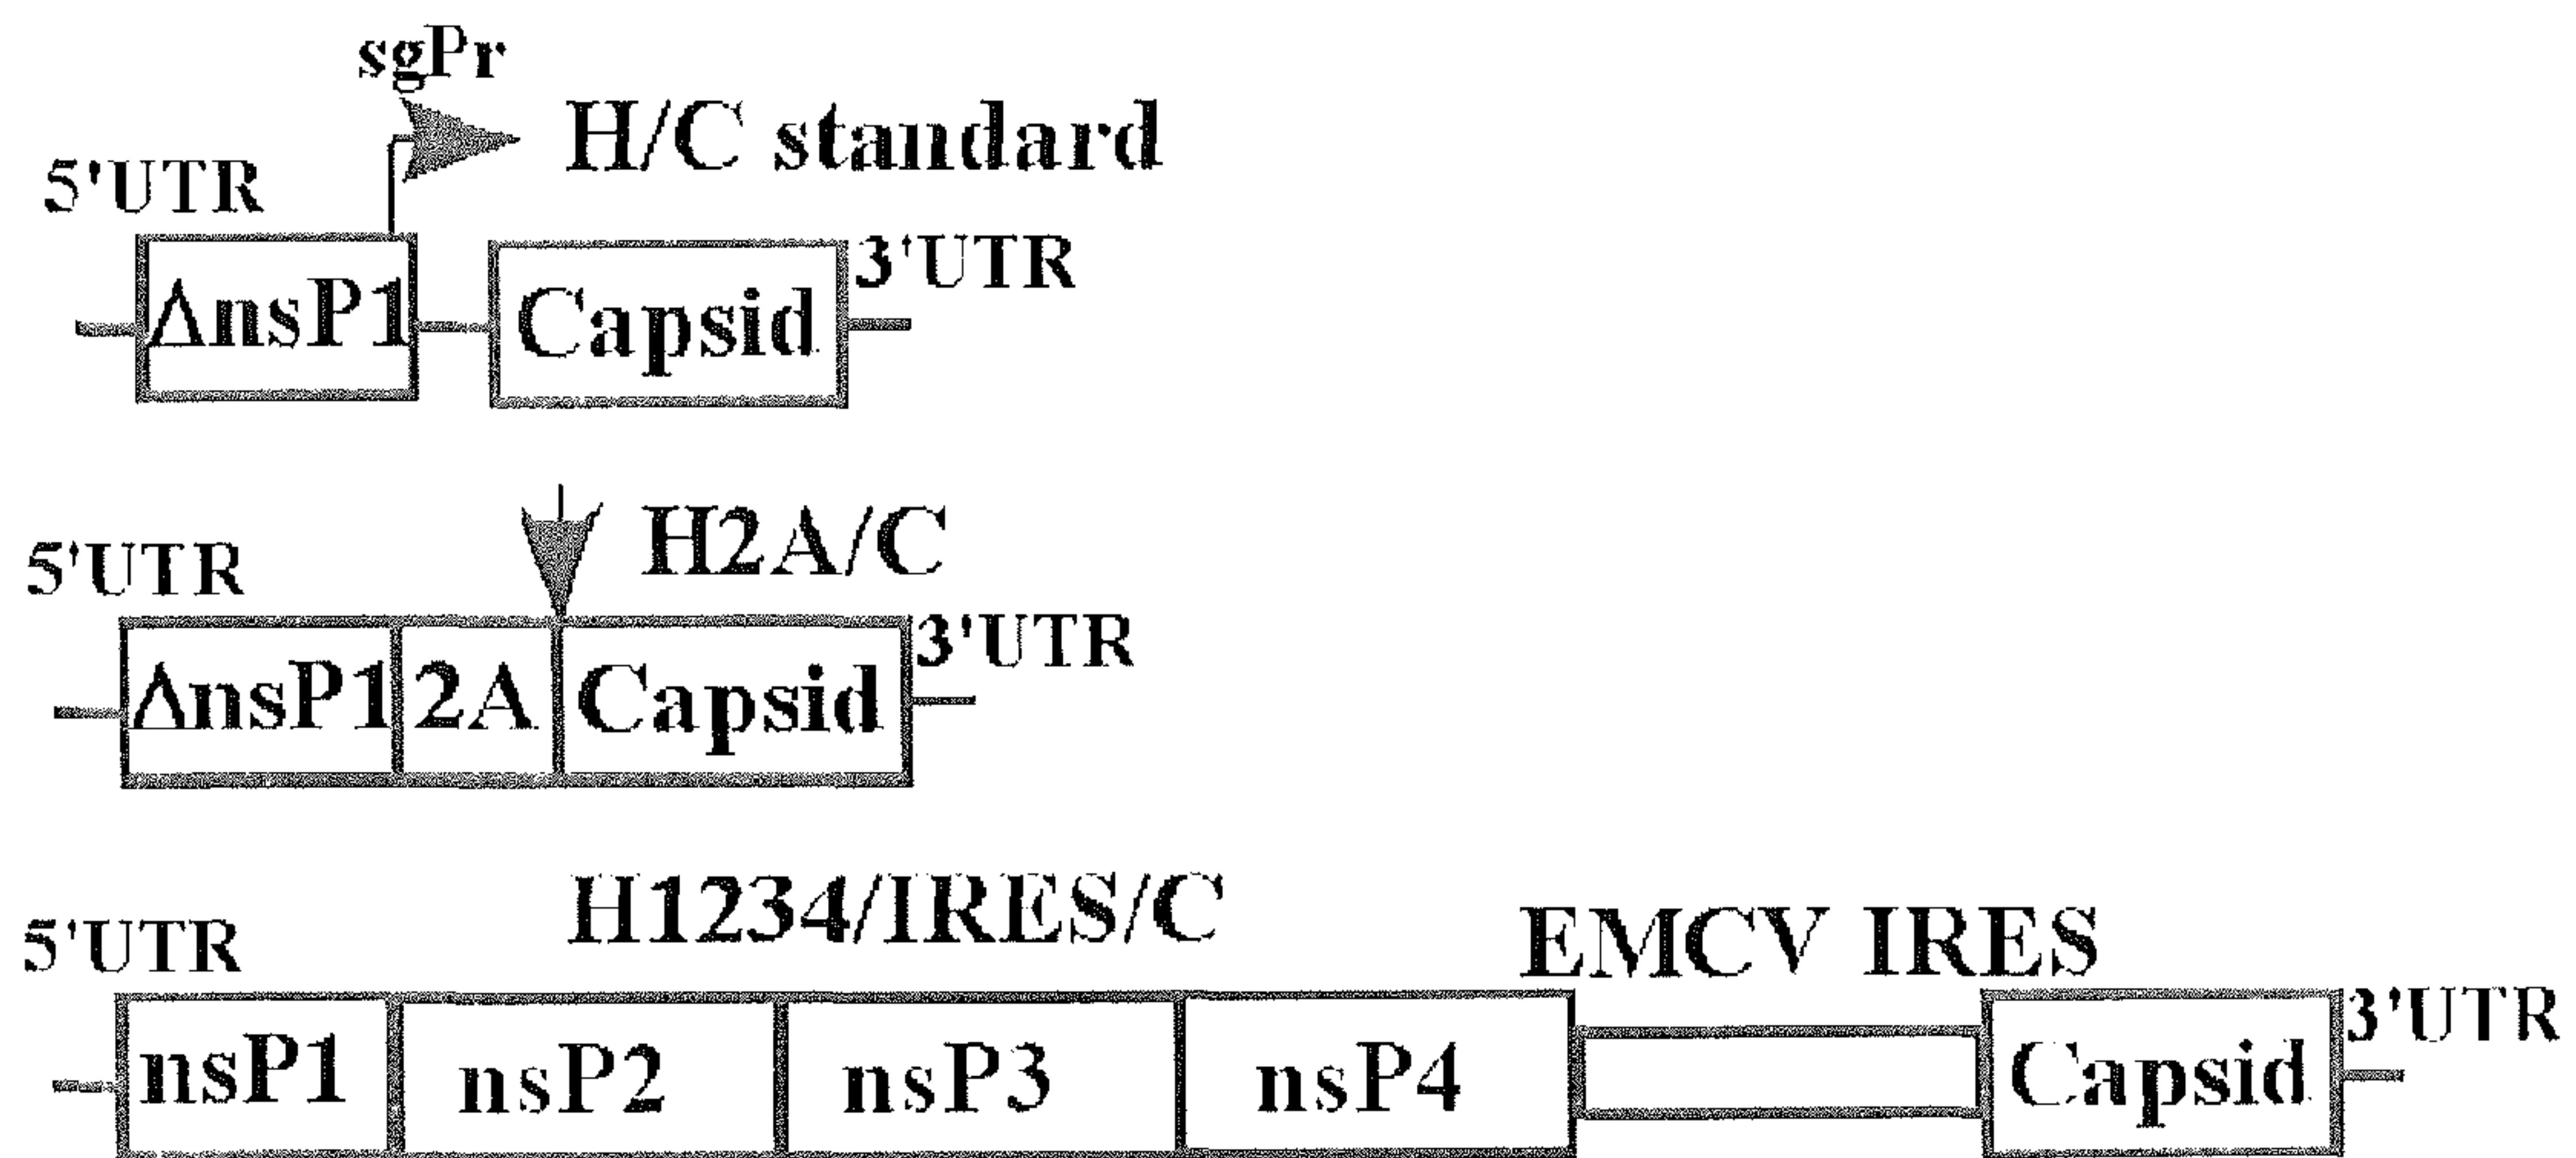 sgPr
H/C standard
5'UTR
ΔnsP1 Capsid 3'UTR
H2A/C
5'UTR
ΔnsP1 2A Capsid 3'UTR
H1234/IRES/C
5'UTR EMCV IRES
nsP1 nsP2 nsP3 nsP4 Capsid 3'UTR